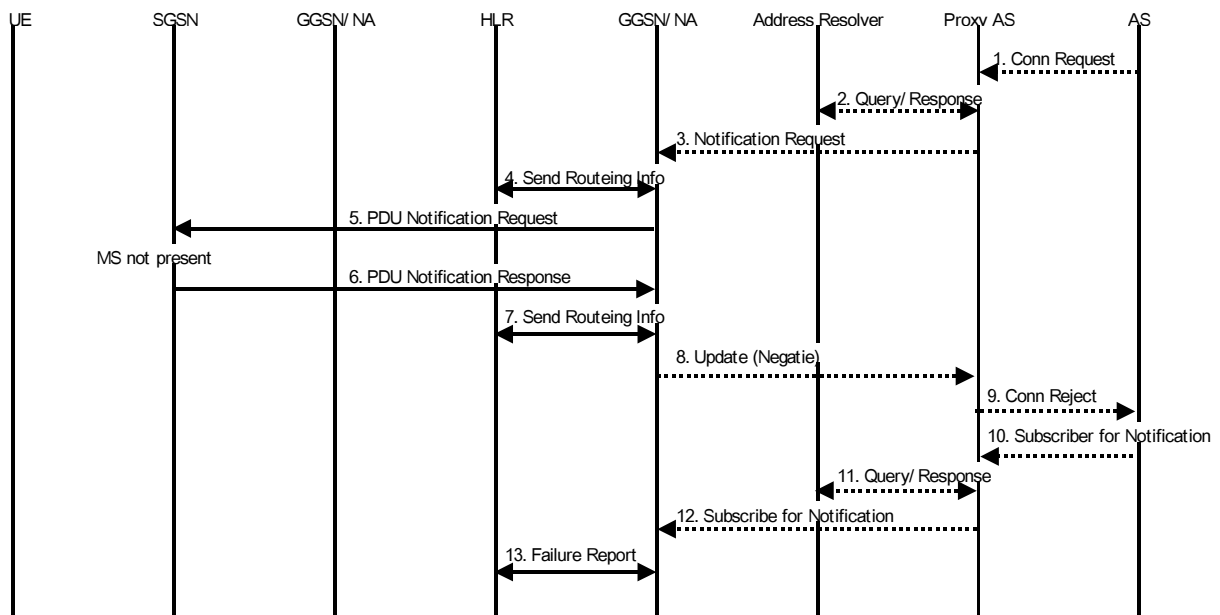 UE SGSN GGSN/ NA HLR GGSN/ NA Address Resolver Proxy AS AS
1. Conn Request
2. Query/ Response
3. Notification Request
4. Send Routeing Info
5. PDU Notification Request
MS not present
6. PDU Notification Response
7. Send Routeing Info
8. Update (Negatie)
9. Conn Reject
10. Subscriber for Notification
11. Query/ Response
12. Subscribe for Notification
13. Failure Report